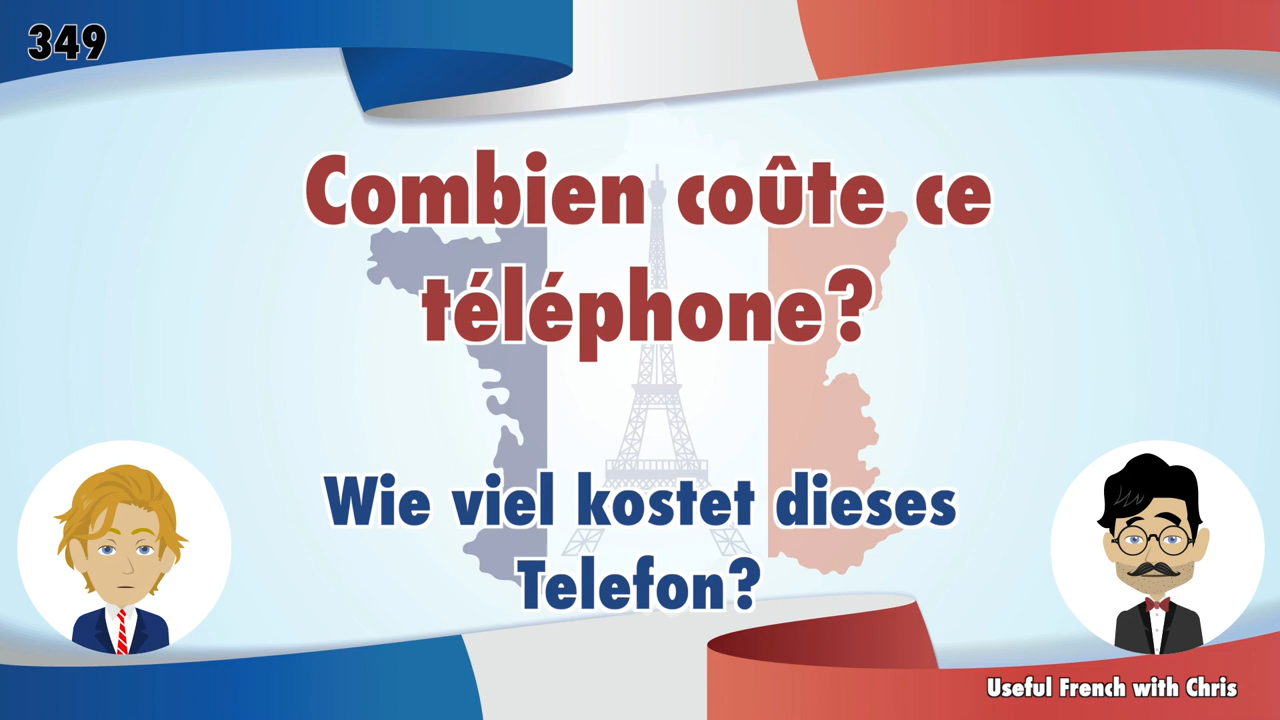 349
Combien coûte ce
téléphone?
Wie viel kostet dieses
Telefon?
Useful French with Chris